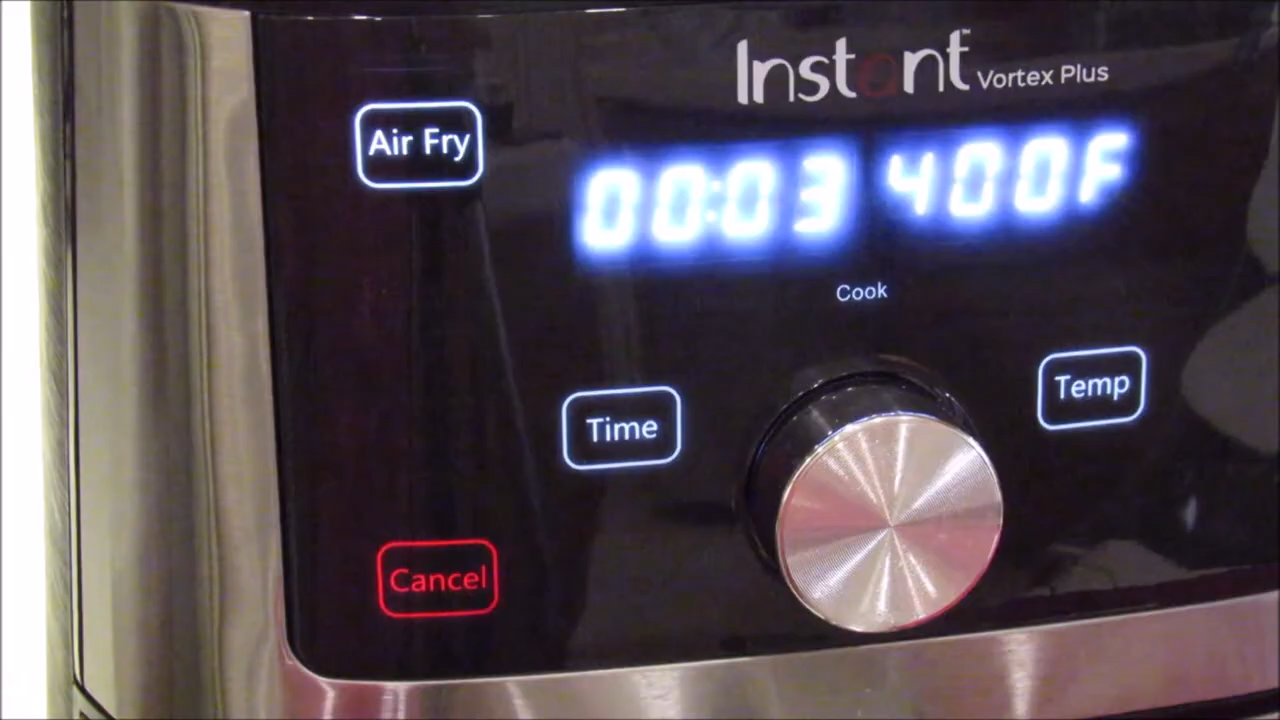 Instant Vortex Plus
Air Fry
00:03 400F
Cook
Time
Temp
Cancel